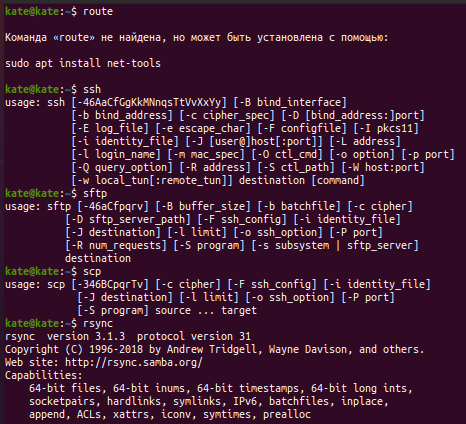 kate@kate:~$ route

Команда «route» не найдена, но может быть установлена с помощью:

sudo apt install net-tools

kate@kate:~$ ssh
usage: ssh [-46AaCfGgKkMNnqsTtVvXxYy] [-B bind_interface]
           [-b bind_address] [-c cipher_spec] [-D [bind_address:]port]
           [-E log_file] [-e escape_char] [-F configfile] [-I pkcs11]
           [-i identity_file] [-J [user@]host[:port]] [-L address]
           [-l login_name] [-m mac_spec] [-O ctl_cmd] [-o option] [-p port]
           [-Q query_option] [-R address] [-S ctl_path] [-W host:port]
           [-w local_tun[:remote_tun]] destination [command]
kate@kate:~$ sftp
usage: sftp [-46aCfpqrv] [-B buffer_size] [-b batchfile] [-c cipher]
          [-D sftp_server_path] [-F ssh_config] [-i identity_file]
          [-J destination] [-l limit] [-o ssh_option] [-P port]
          [-R num_requests] [-S program] [-s subsystem | sftp_server]
          destination
kate@kate:~$ scp
usage: scp [-346BCpqrTv] [-c cipher] [-F ssh_config] [-i identity_file]
            [-J destination] [-l limit] [-o ssh_option] [-P port]
            [-S program] source ... target
kate@kate:~$ rsync
rsync  version 3.1.3  protocol version 31
Copyright (C) 1996-2018 by Andrew Tridgell, Wayne Davison, and others.
Web site: http://rsync.samba.org/
Capabilities:
    64-bit files, 64-bit inums, 64-bit timestamps, 64-bit long ints,
    socketpairs, hardlinks, symlinks, IPv6, batchfiles, inplace,
    append, ACLs, xattrs, iconv, symtimes, prealloc